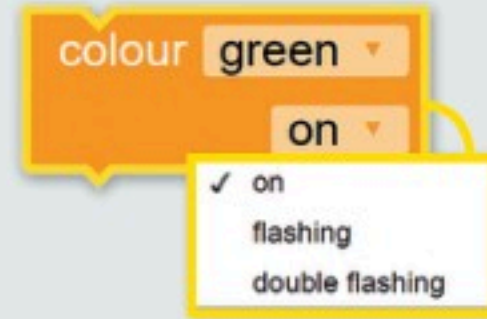 colour green
on
✓ on
flashing
double flashing